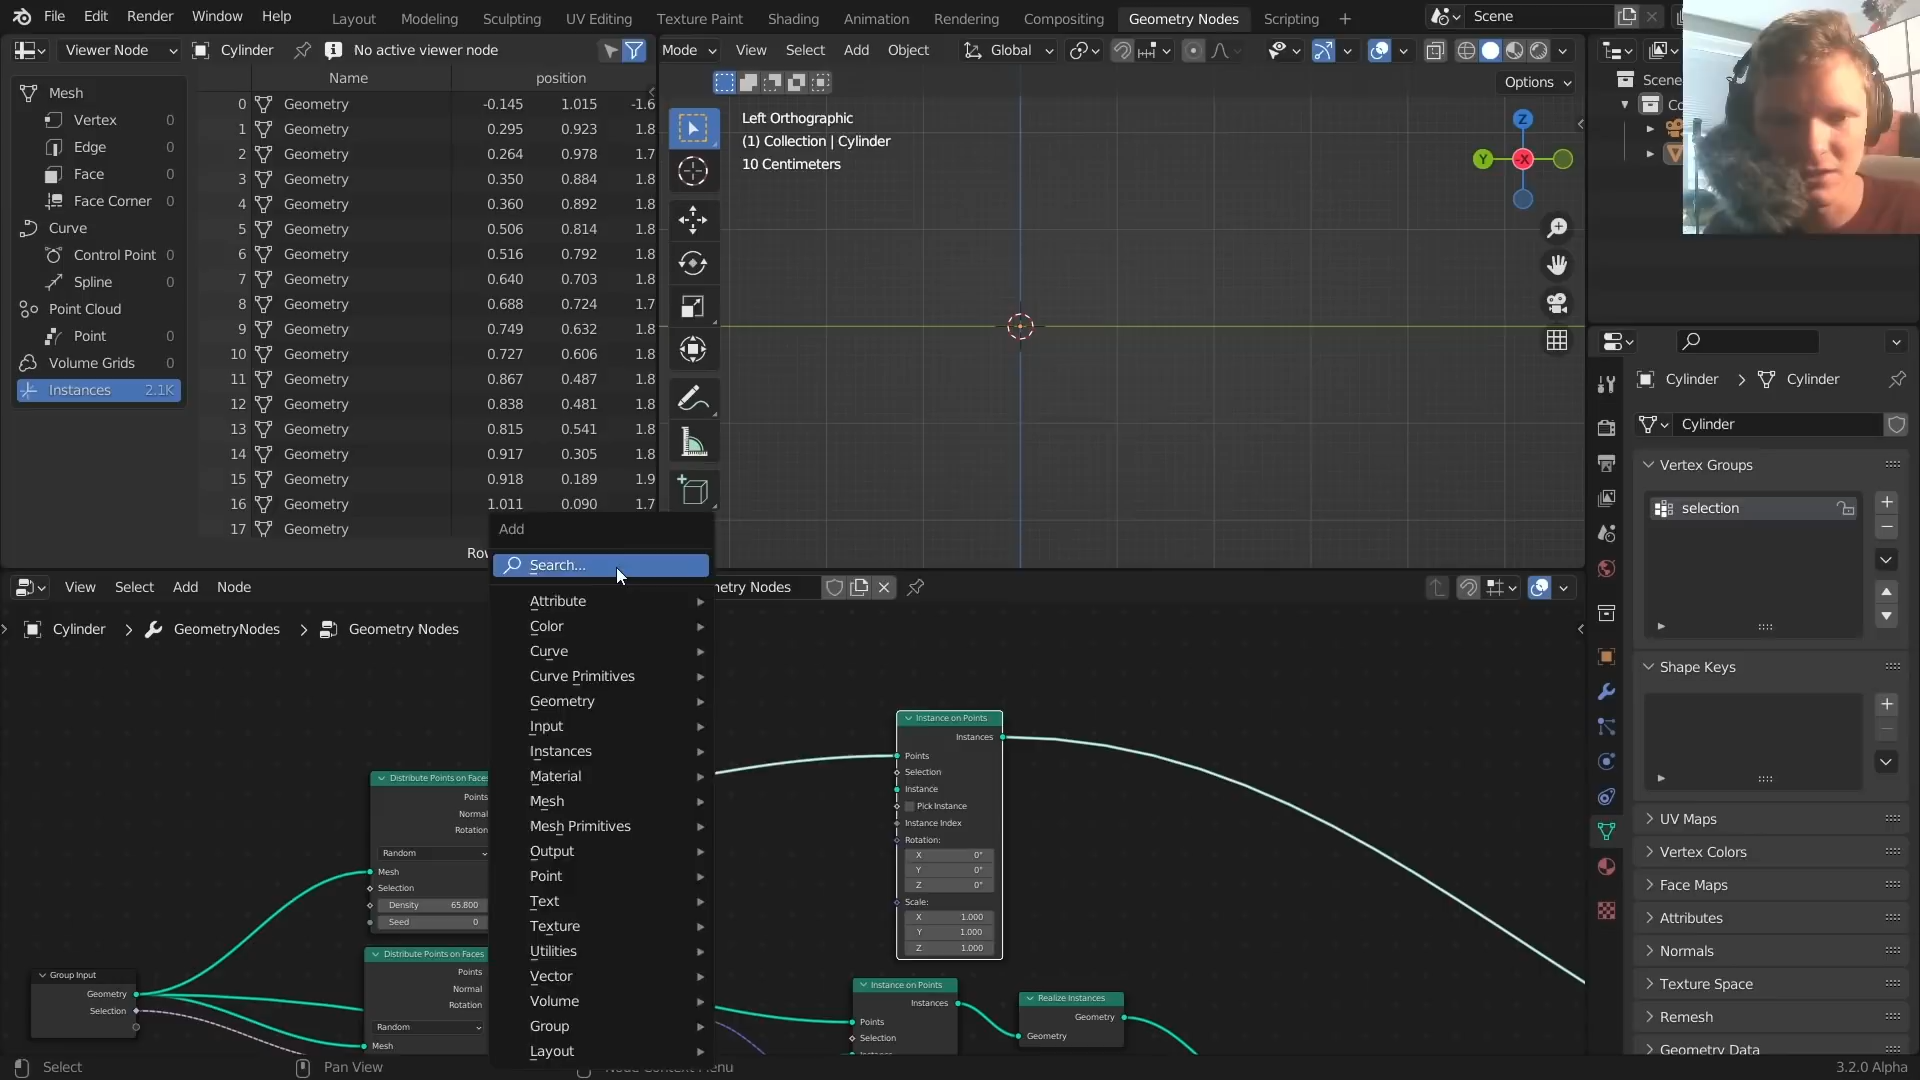 File Edit Render Window Help Layout Modeling Sculpting UV Editing Texture Paint Shading Animation Rendering Compositing Geometry Nodes Scripting + Scene
Viewer Node Cylinder No active viewer node
Mode View Select Add Object Global
Options
Name position
Mesh
Vertex 0
Edge 0
Face 0
Face Corner 0
Curve
Control Point 0
Spline 0
Point Cloud
Point 0
Volume Grids 0
Instances 2.1K
0 Geometry -0.145 1.015 -1.6
1 Geometry 0.295 0.923 1.8
2 Geometry 0.264 0.978 1.7
3 Geometry 0.350 0.884 1.8
4 Geometry 0.360 0.892 1.8
5 Geometry 0.506 0.814 1.8
6 Geometry 0.516 0.792 1.8
7 Geometry 0.640 0.703 1.8
8 Geometry 0.688 0.724 1.7
9 Geometry 0.749 0.632 1.8
10 Geometry 0.727 0.606 1.8
11 Geometry 0.867 0.487 1.8
12 Geometry 0.838 0.481 1.8
13 Geometry 0.815 0.541 1.8
14 Geometry 0.917 0.305 1.8
15 Geometry 0.918 0.189 1.9
16 Geometry 1.011 0.090 1.7
17 Geometry
Left Orthographic
(1) Collection | Cylinder
10 Centimeters
Z
Y
-X
Scene
Cylinder > Cylinder
Cylinder
Vertex Groups
selection
Shape Keys
UV Maps
Vertex Colors
Face Maps
Attributes
Normals
Texture Space
Remesh
Geometry Data
View Select Add Node
Cylinder > GeometryNodes > Geometry Nodes
Add
Search...
Attribute
Color
Curve
Curve Primitives
Geometry
Input
Instances
Material
Mesh
Mesh Primitives
Output
Point
Text
Texture
Utilities
Vector
Volume
Group
Layout
Group Input
Geometry
Selection
Distribute Points on Faces
Points
Normal
Rotation
Random
Mesh
Selection
Density 65.800
Seed 0
Distribute Points on Faces
Points
Normal
Rotation
Random
Mesh
Instance on Points
Instances
Points
Selection
Instance
Pick Instance
Instance Index
Rotation:
X 0°
Y 0°
Z 0°
Scale:
X 1.000
Y 1.000
Z 1.000
Instance on Points
Instances
Points
Selection
Realize Instances
Geometry
Geometry
Select Pan View 3.2.0 Alpha